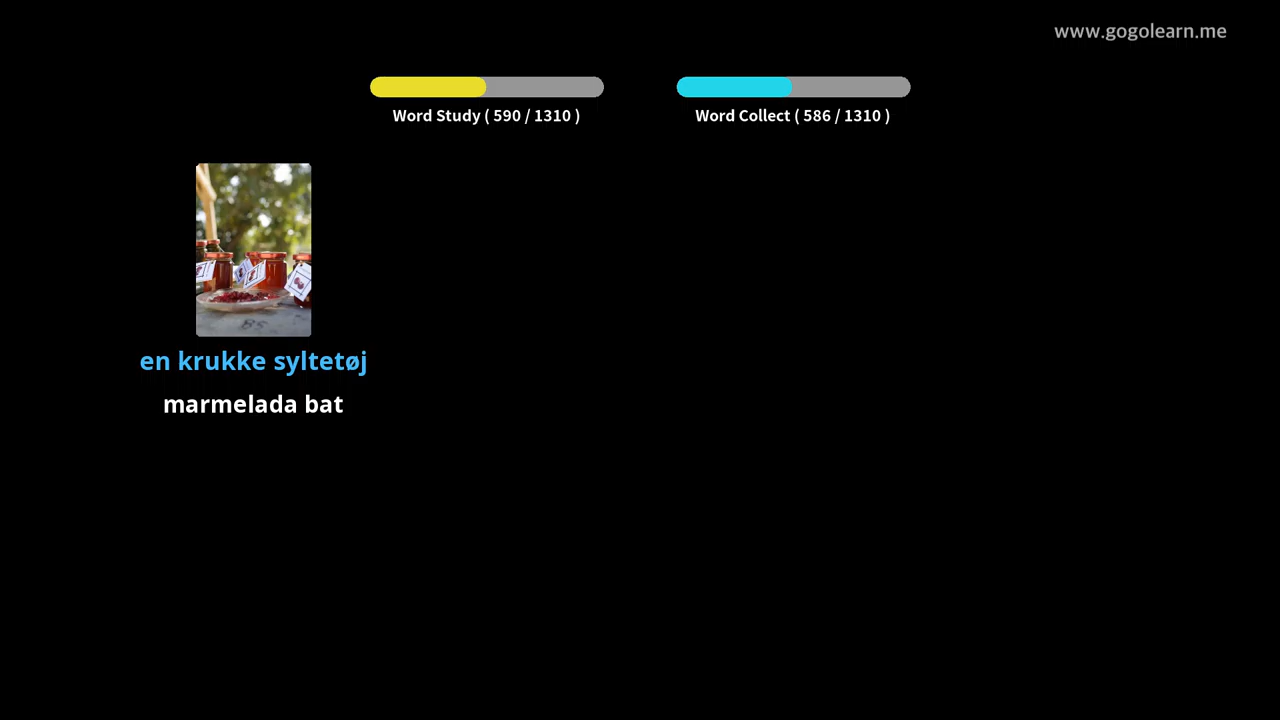 www.gogolearn.me
Word Study ( 590 / 1310 )
Word Collect ( 586 / 1310 )
en krukke syltetøj
marmelada bat